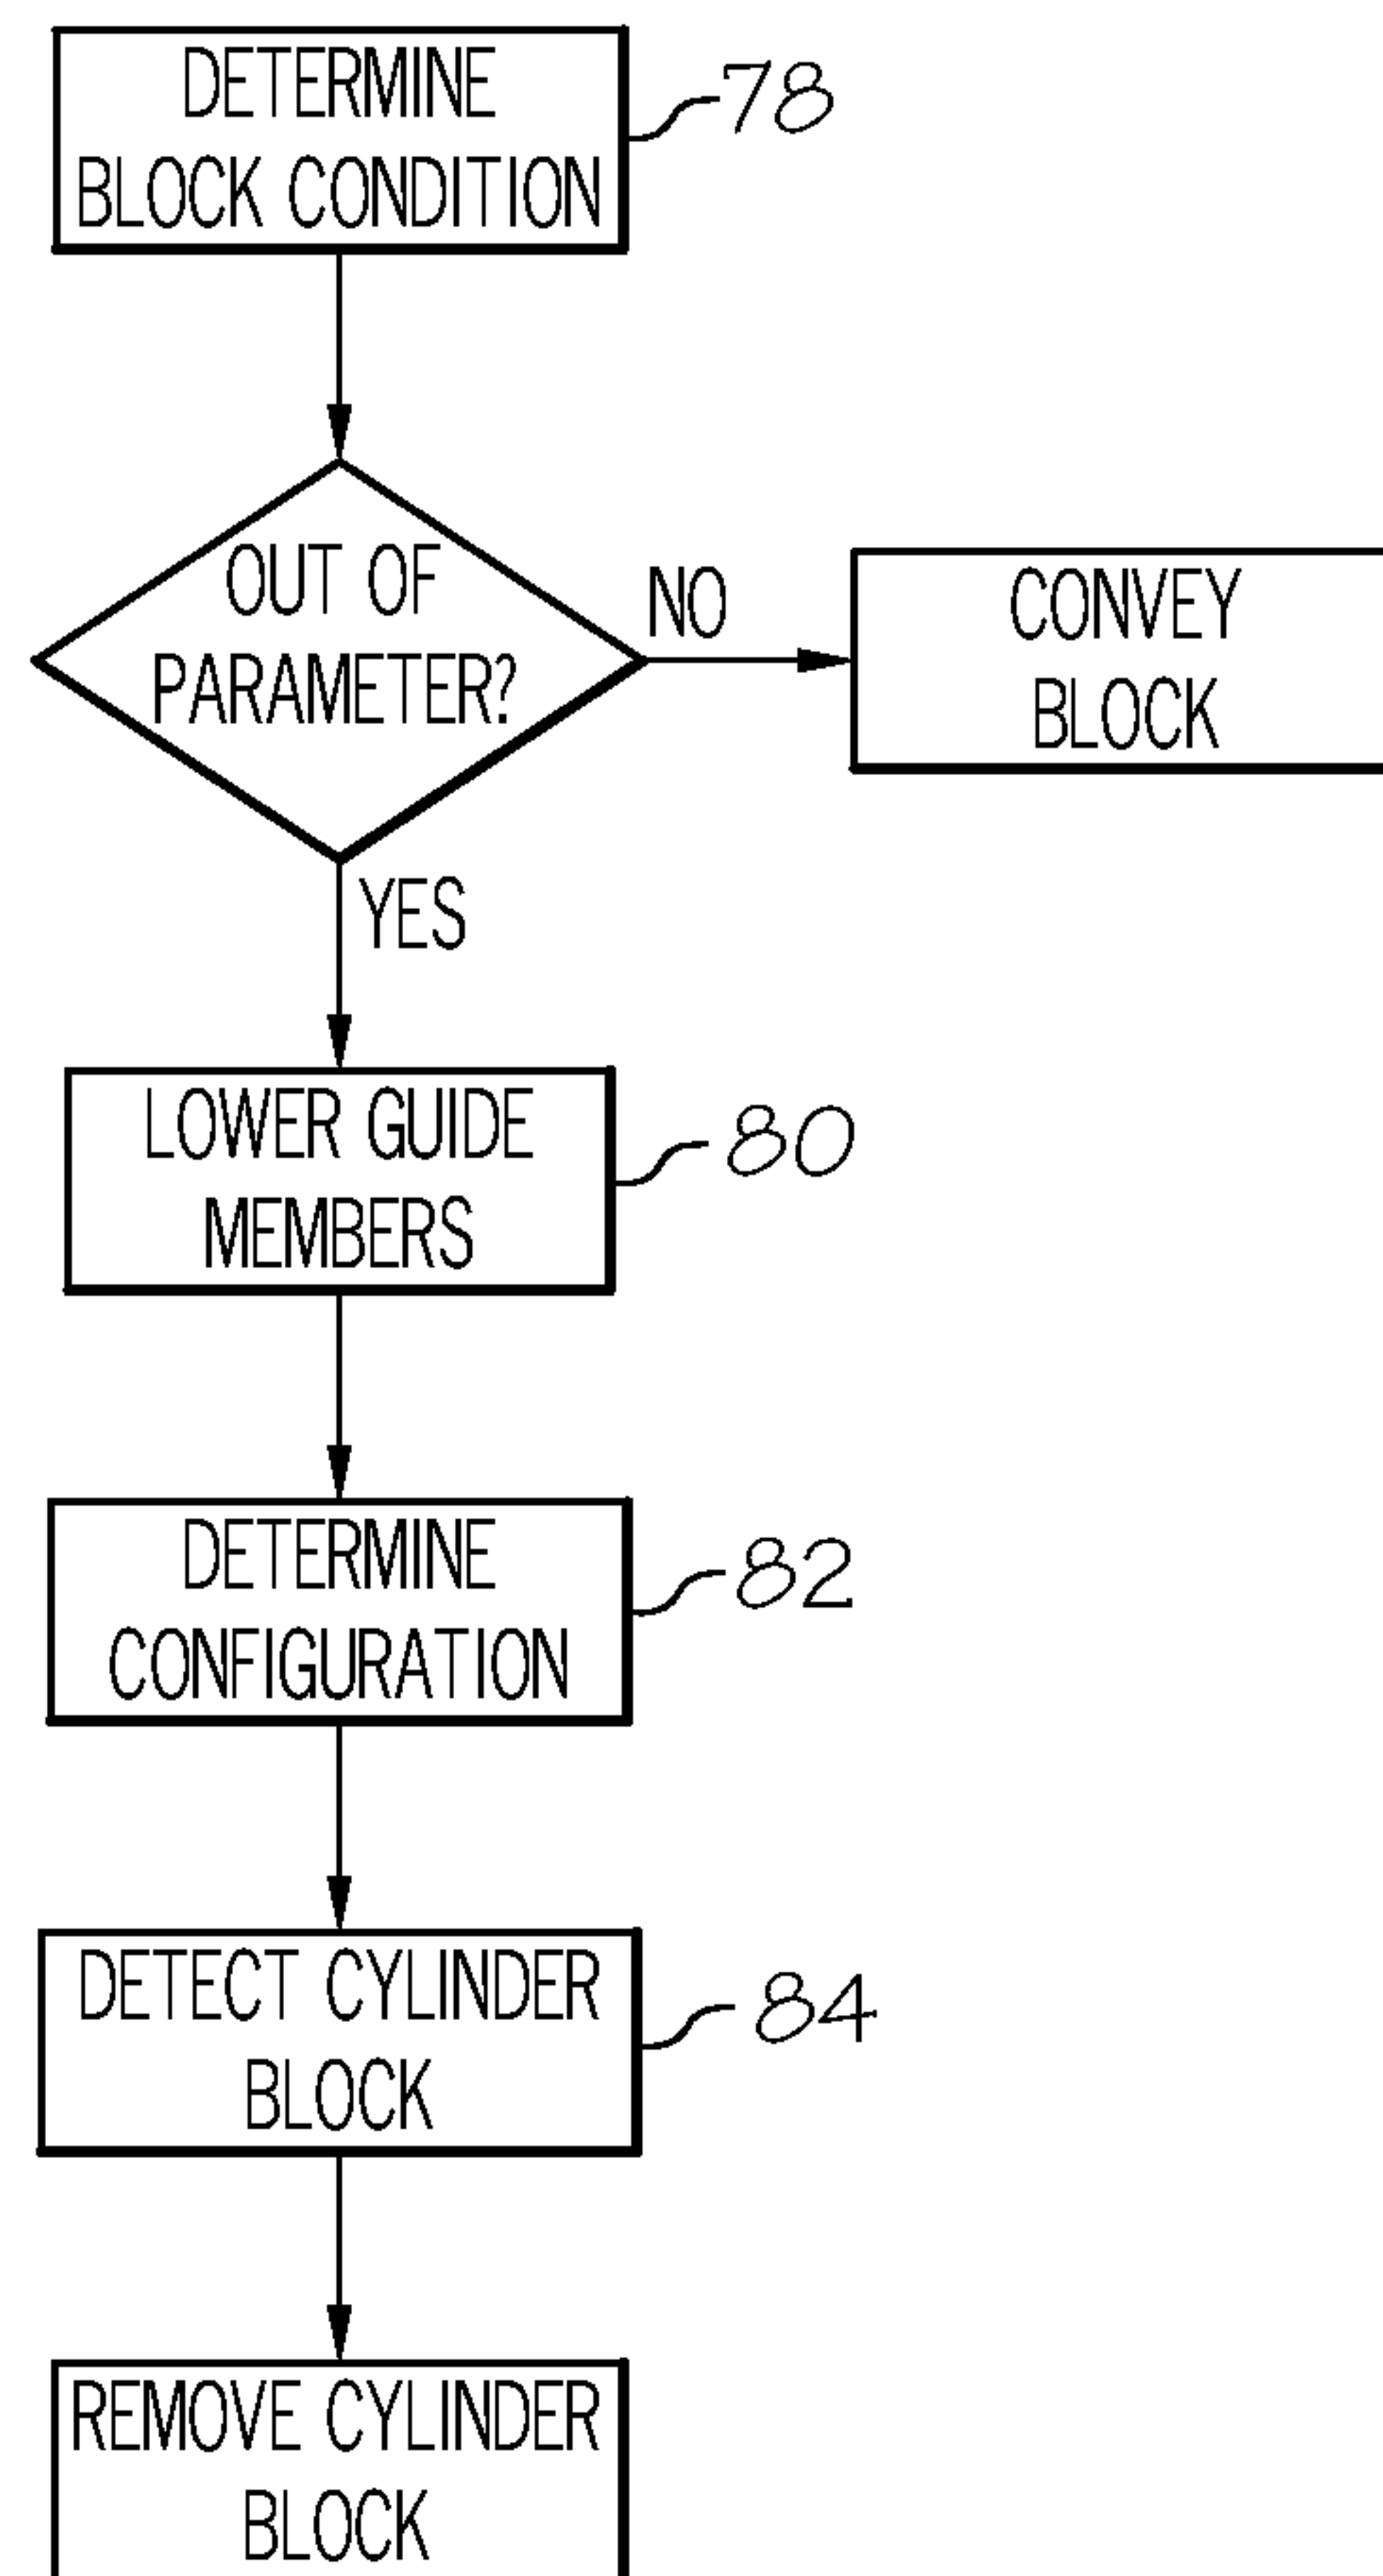 DETERMINE
BLOCK CONDITION
78
OUT OF
PARAMETER?
NO
CONVEY
BLOCK
YES
LOWER GUIDE
MEMBERS
80
DETERMINE
CONFIGURATION
82
DETECT CYLINDER
BLOCK
84
REMOVE CYLINDER
BLOCK